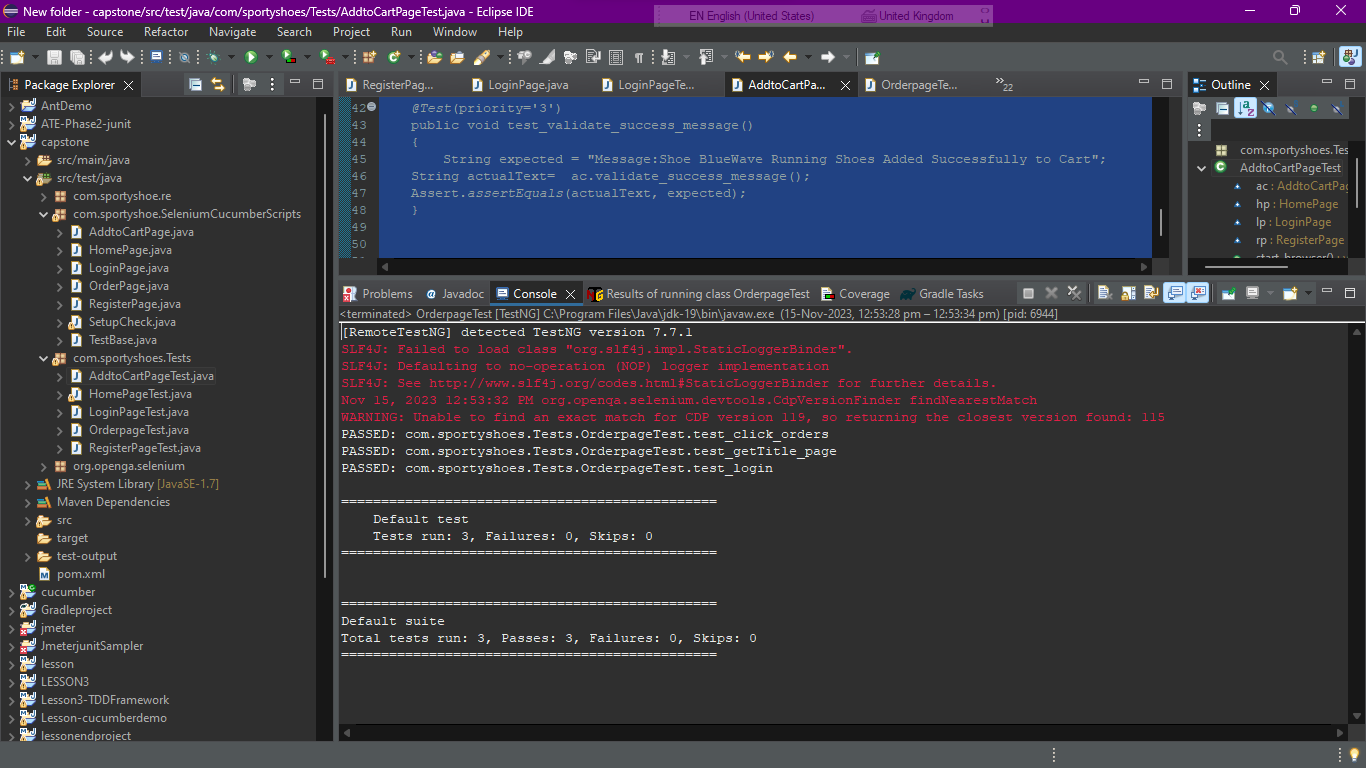 New folder - capstone/src/test/java/com/sportyshoes/Tests/AddtoCartPageTest.java - Eclipse IDE
EN English (United States) United Kingdom
File Edit Source Refactor Navigate Search Project Run Window Help
Package Explorer
AntDemo
ATE-Phase2-junit
capstone
src/main/java
src/test/java
com.sportyshoe.re
com.sportyshoe.SeleniumCucumberScripts
AddtoCartPage.java
HomePage.java
LoginPage.java
OrderPage.java
RegisterPage.java
SetupCheck.java
TestBase.java
com.sportyshoes.Tests
AddtoCartPageTest.java
HomePageTest.java
LoginPageTest.java
OrderpageTest.java
RegisterPageTest.java
org.openga.selenium
JRE System Library [JavaSE-1.7]
Maven Dependencies
src
target
test-output
pom.xml
cucumber
Gradleproject
jmeter
JmeterjunitSampler
lesson
LESSON3
Lesson3-TDDFramework
Lesson-cucumberdemo
lessonendproject
RegisterPag... LoginPage.java LoginPageTe... AddtoCartPa... OrderpageTe... »22
42 @Test(priority='3')
43 public void test_validate_success_message()
44 {
45 String expected = "Message:Shoe BlueWave Running Shoes Added Successfully to Cart";
46 String actualText= ac.validate_success_message();
47 Assert.assertEquals(actualText, expected);
48 }
49
50
Outline
com.sportyshoes.Tes
AddtoCartPageTest
ac : AddtoCartPag
hp : HomePage
lp : LoginPage
rp : RegisterPage
start_browser() : v
Problems Javadoc Console Results of running class OrderpageTest Coverage Gradle Tasks
<terminated> OrderpageTest [TestNG] C:\Program Files\Java\jdk-19\bin\javaw.exe (15-Nov-2023, 12:53:28 pm – 12:53:34 pm) [pid: 6944]
[RemoteTestNG] detected TestNG version 7.7.1
SLF4J: Failed to load class "org.slf4j.impl.StaticLoggerBinder".
SLF4J: Defaulting to no-operation (NOP) logger implementation
SLF4J: See http://www.slf4j.org/codes.html#StaticLoggerBinder for further details.
Nov 15, 2023 12:53:32 PM org.openqa.selenium.devtools.CdpVersionFinder findNearestMatch
WARNING: Unable to find an exact match for CDP version 119, so returning the closest version found: 115
PASSED: com.sportyshoes.Tests.OrderpageTest.test_click_orders
PASSED: com.sportyshoes.Tests.OrderpageTest.test_getTitle_page
PASSED: com.sportyshoes.Tests.OrderpageTest.test_login
===============================================
Default test
Tests run: 3, Failures: 0, Skips: 0
===============================================
===============================================
Default suite
Total tests run: 3, Passes: 3, Failures: 0, Skips: 0
===============================================